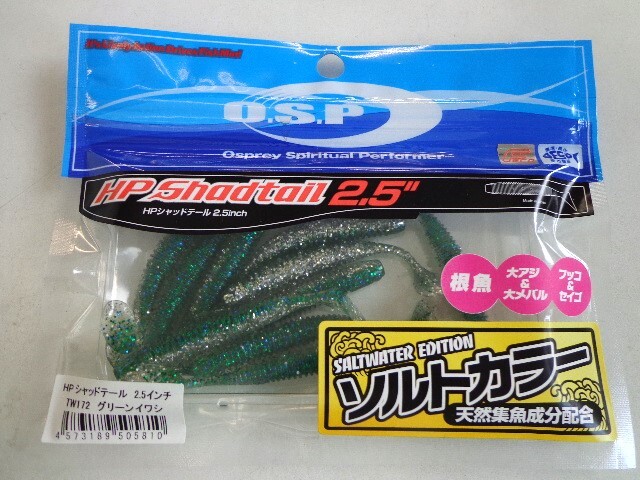 O.S.P
Osprey Spiritual Performer
HP Shadtail 2.5"
HPシャッドテール 2.5inch
根魚
大アジ
&
大メバル
フッコ
&
セイゴ
SALTWATER EDITION
ソルトカラー
天然集魚成分配合
HPシャッドテール 2.5インチ
TW172 グリーンイワシ
4573189505810